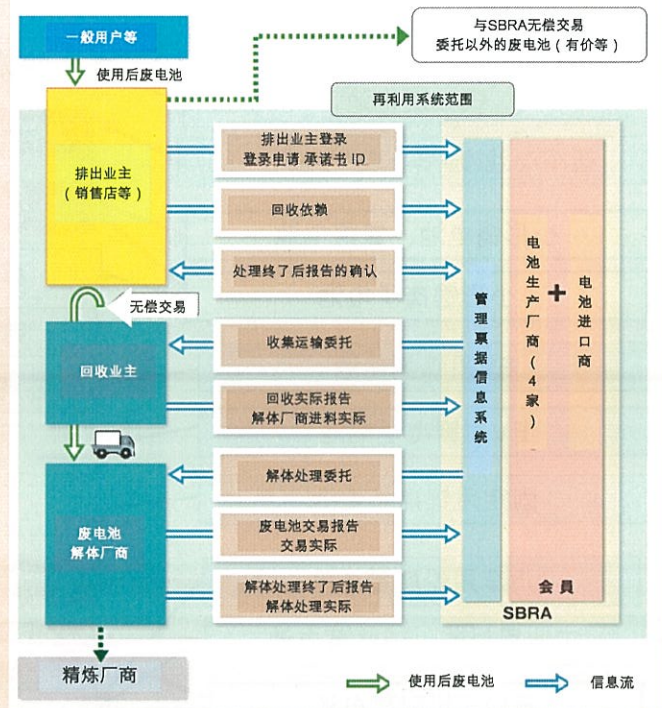 一般用户等
与SBRA无偿交易
委托以外的废电池（有价等）
使用后废电池
再利用系统范围
排出业主
（销售店等）
排出业主登录
登录申请 承诺书 ID
回收依赖
处理终了后报告的确认
无偿交易
回收业主
收集运输委托
回收实际报告
解体厂商进料实际
废电池
解体厂商
解体处理委托
废电池交易报告
交易实际
解体处理终了后报告
解体处理实际
管理票据信息系统
电池生产厂商（4家）
+
电池进口商
会員
SBRA
精炼厂商
使用后废电池
信息流